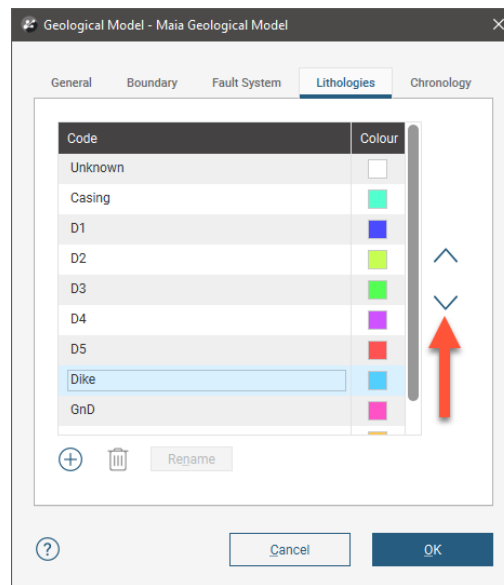 Geological Model - Maia Geological Model
General Boundary Fault System Lithologies Chronology
Code Colour
Unknown
Casing
D1
D2
D3
D4
D5
Dike
GnD
Rename
? Cancel OK